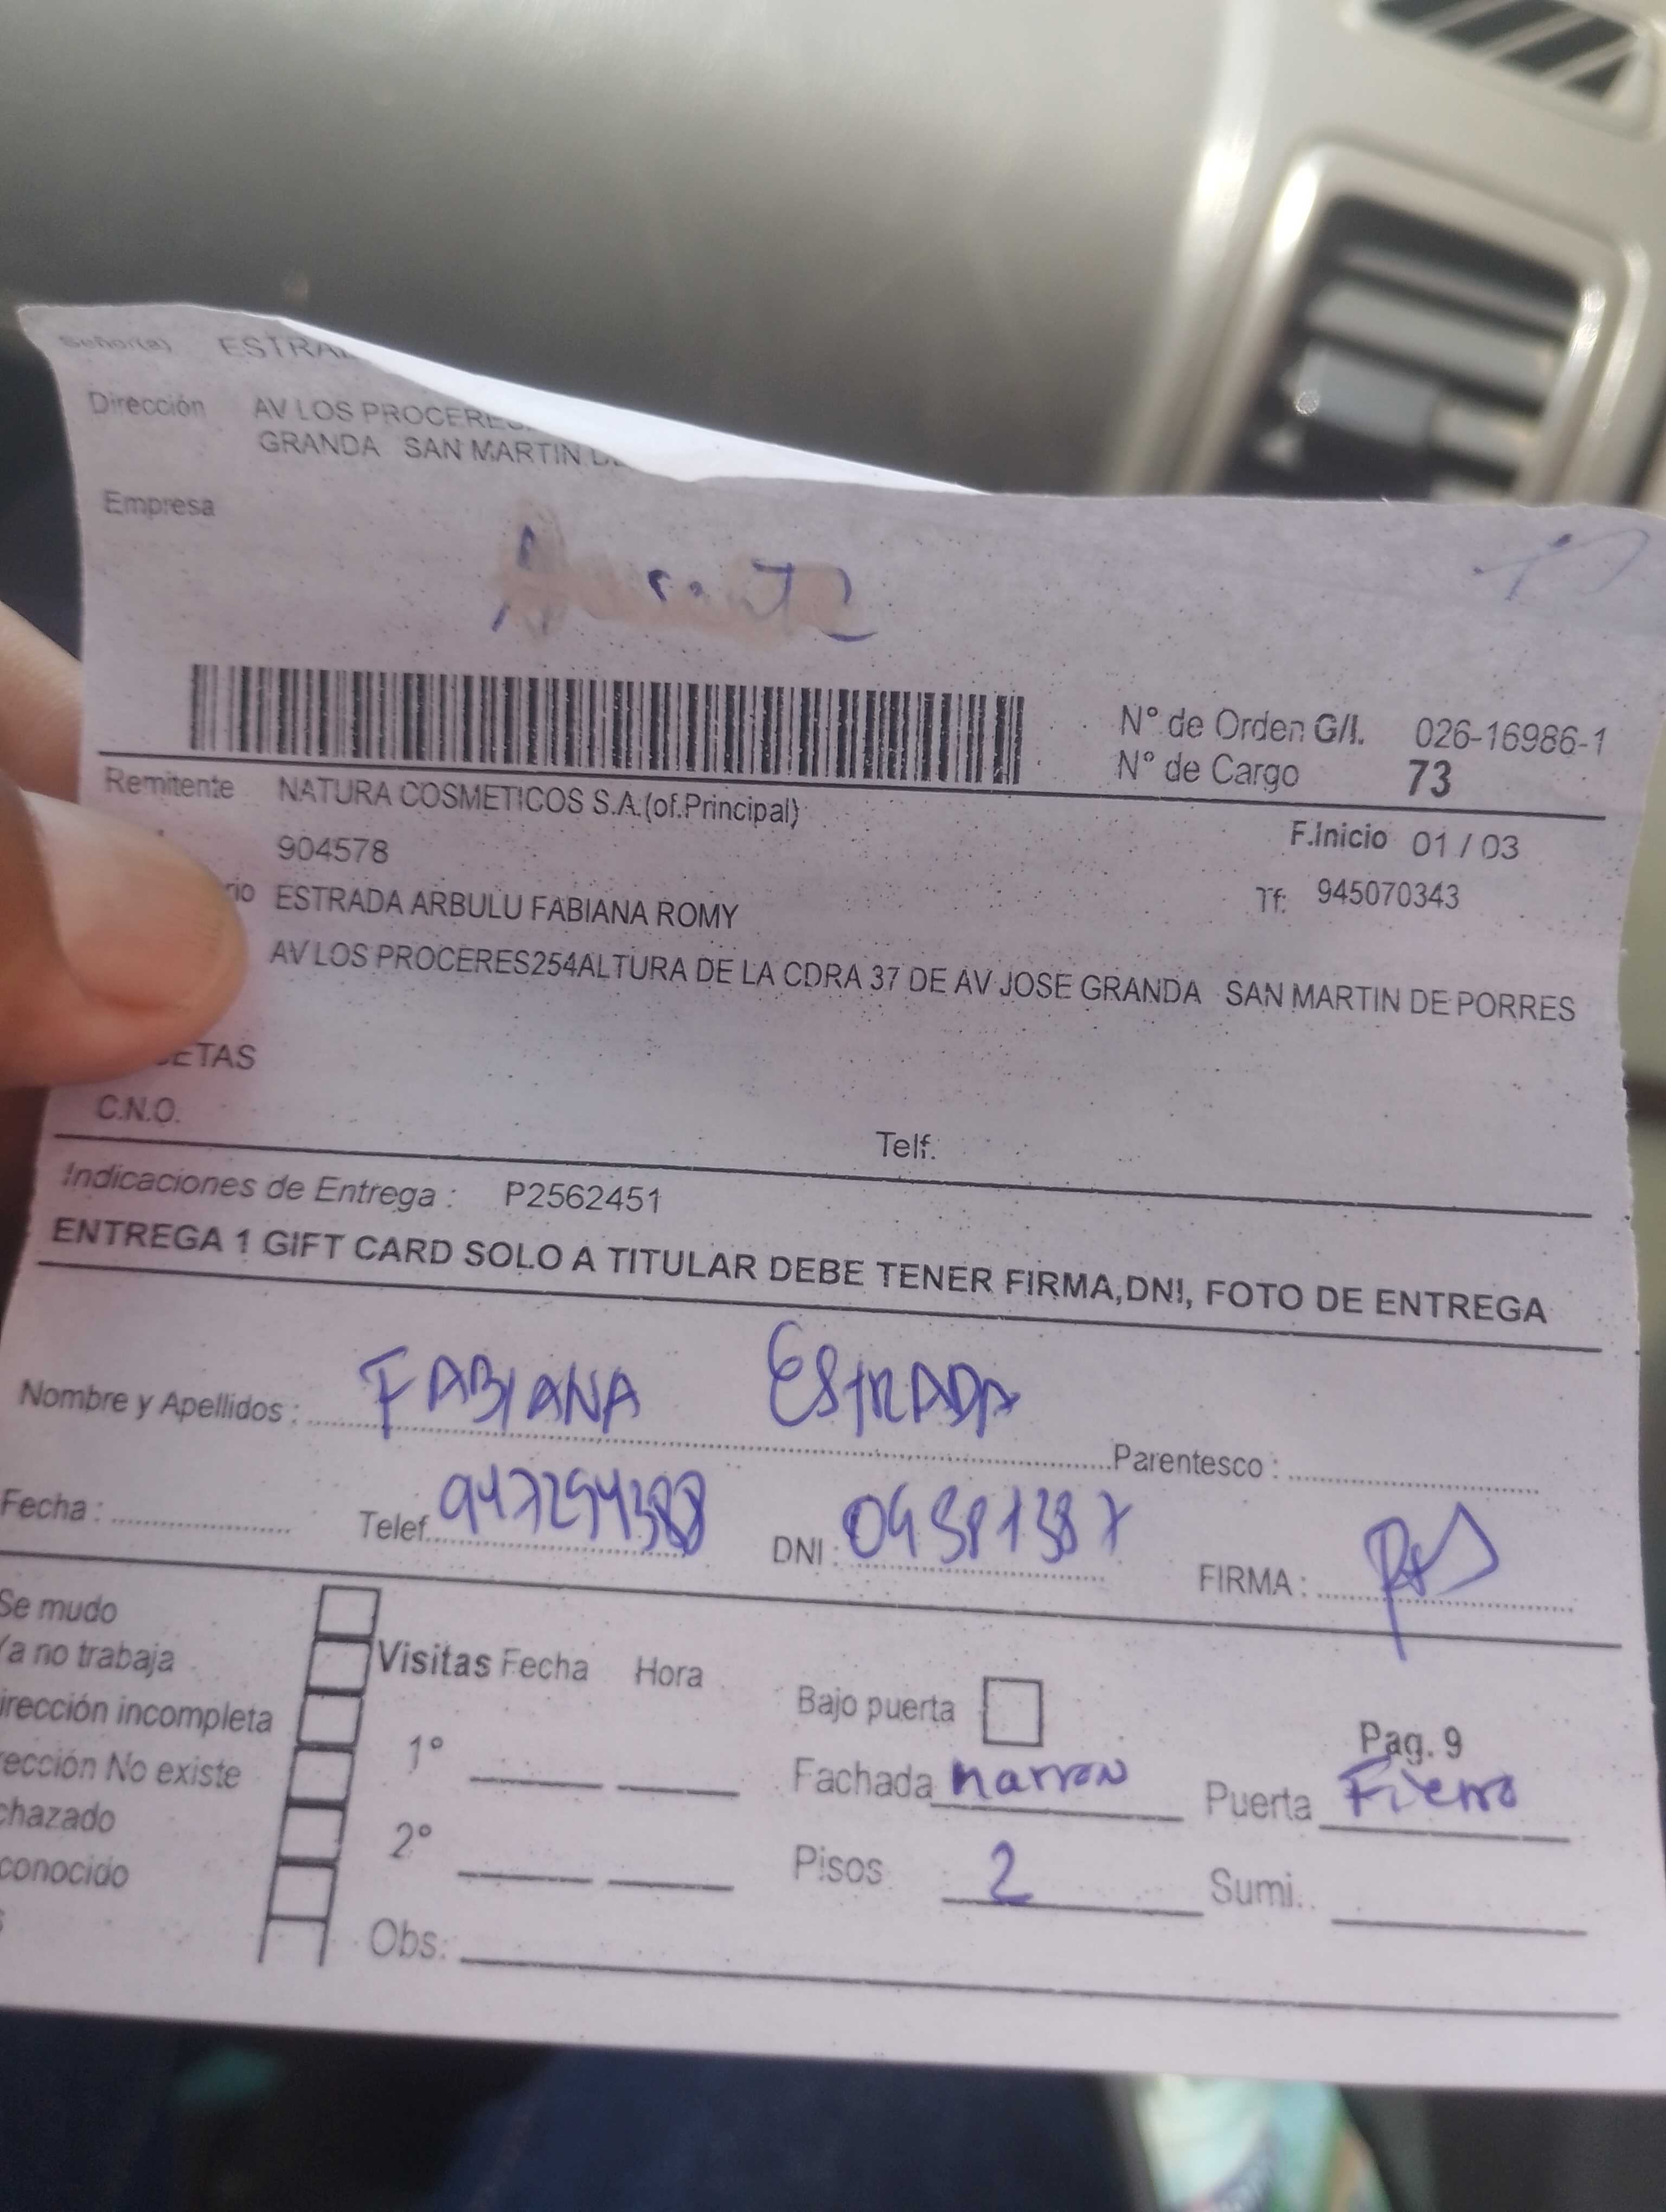 Señor(a) ESTRA
Dirección AV LOS PROCERES
GRANDA SAN MARTIN DE
Empresa
N° de Orden G/I. 026-16986-1
N° de Cargo 73
Remitente NATURA COSMETICOS S.A.(of.Principal)
904578 F.Inicio 01 / 03
rio ESTRADA ARBULU FABIANA ROMY Tf: 945070343
AV LOS PROCERES254ALTURA DE LA CDRA 37 DE AV JOSE GRANDA SAN MARTIN DE PORRES
ETAS
C.N.O. Telf.
Indicaciones de Entrega : P2562451
ENTREGA 1 GIFT CARD SOLO A TITULAR DEBE TENER FIRMA,DNI, FOTO DE ENTREGA
Nombre y Apellidos : FABIANA ESTRADA Parentesco :
Fecha : Telef. DNI : FIRMA :
Se mudo
Ya no trabaja Visitas Fecha Hora
irección incompleta Bajo puerta Pag. 9
rección No existe 1° Fachada marron Puerta Fierro
chazado 2° Pisos 2 Sumi.
conocido
Obs: